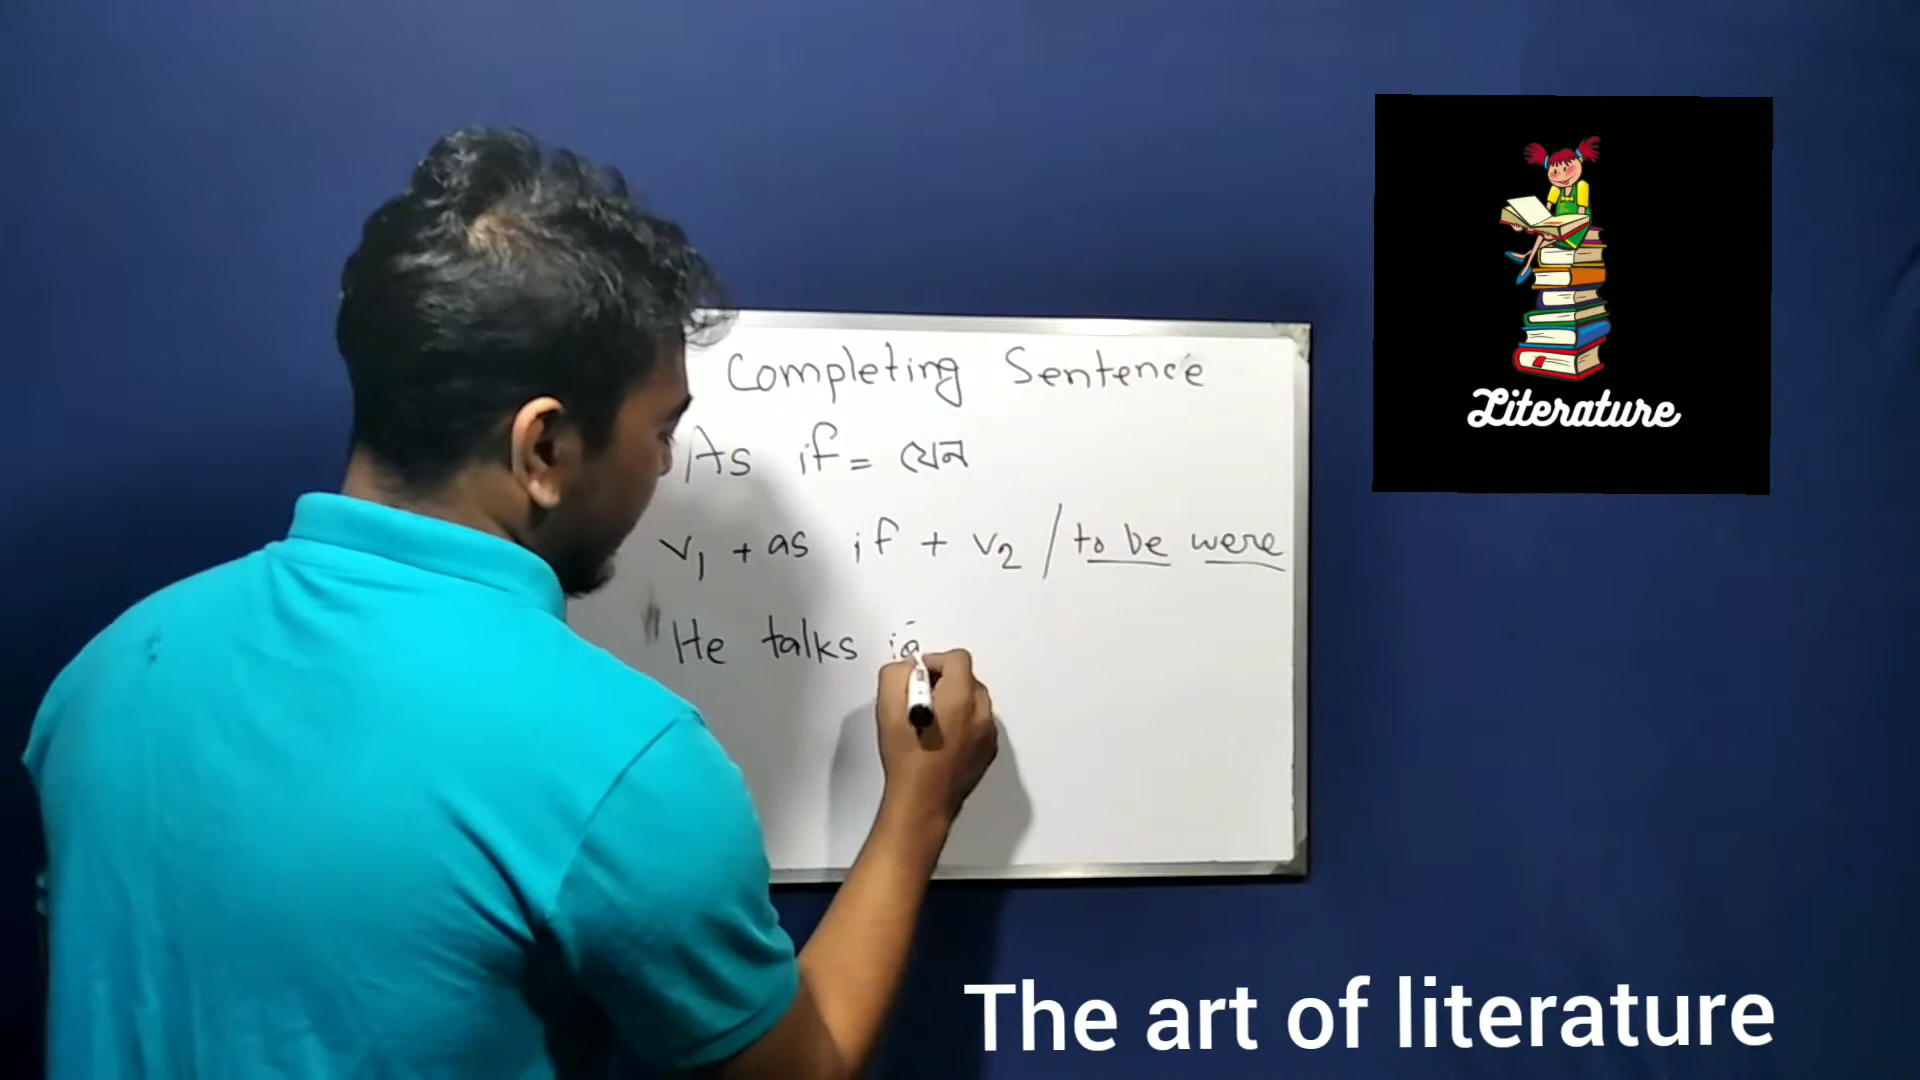 Completing Sentence
As if = যেন
V1 + as if + V2 / to be were
He talks
Literature
The art of literature